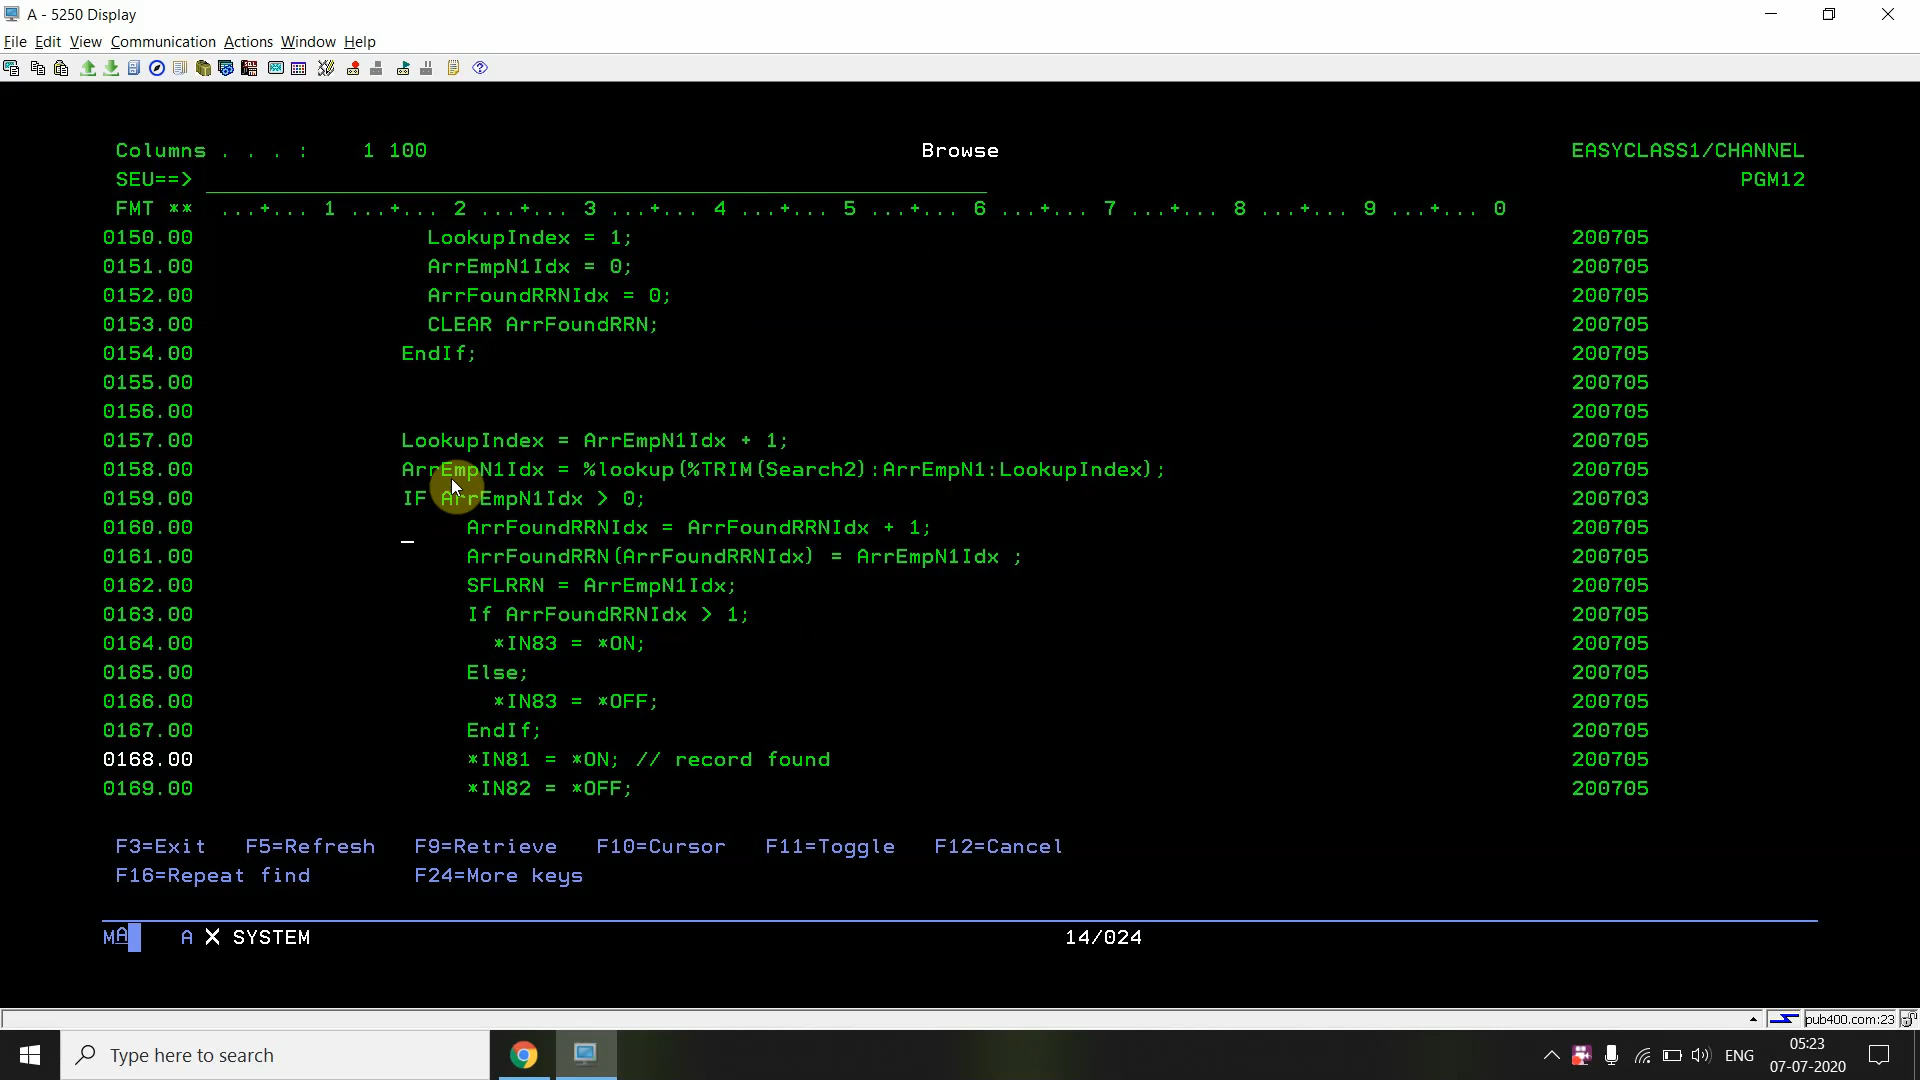 A - 5250 Display
File Edit View Communication Actions Window Help
Columns . . . :    1 100    Browse    EASYCLASS1/CHANNEL
SEU==>    PGM12
FMT **  ...+... 1 ...+... 2 ...+... 3 ...+... 4 ...+... 5 ...+... 6 ...+... 7 ...+... 8 ...+... 9 ...+... 0
0150.00    LookupIndex = 1;    200705
0151.00    ArrEmpN1Idx = 0;    200705
0152.00    ArrFoundRRNIdx = 0;    200705
0153.00    CLEAR ArrFoundRRN;    200705
0154.00    EndIf;    200705
0155.00    200705
0156.00    200705
0157.00    LookupIndex = ArrEmpN1Idx + 1;    200705
0158.00    ArrEmpN1Idx = %lookup(%TRIM(Search2):ArrEmpN1:LookupIndex);    200705
0159.00    IF ArrEmpN1Idx > 0;    200703
0160.00    ArrFoundRRNIdx = ArrFoundRRNIdx + 1;    200705
0161.00    ArrFoundRRN(ArrFoundRRNIdx) = ArrEmpN1Idx ;    200705
0162.00    SFLRRN = ArrEmpN1Idx;    200705
0163.00    If ArrFoundRRNIdx > 1;    200705
0164.00    *IN83 = *ON;    200705
0165.00    Else;    200705
0166.00    *IN83 = *OFF;    200705
0167.00    EndIf;    200705
0168.00    *IN81 = *ON; // record found    200705
0169.00    *IN82 = *OFF;    200705
F3=Exit   F5=Refresh   F9=Retrieve   F10=Cursor   F11=Toggle   F12=Cancel
F16=Repeat find   F24=More keys
MA    A X SYSTEM    14/024
pub400.com:23
Type here to search
ENG
05:23
07-07-2020